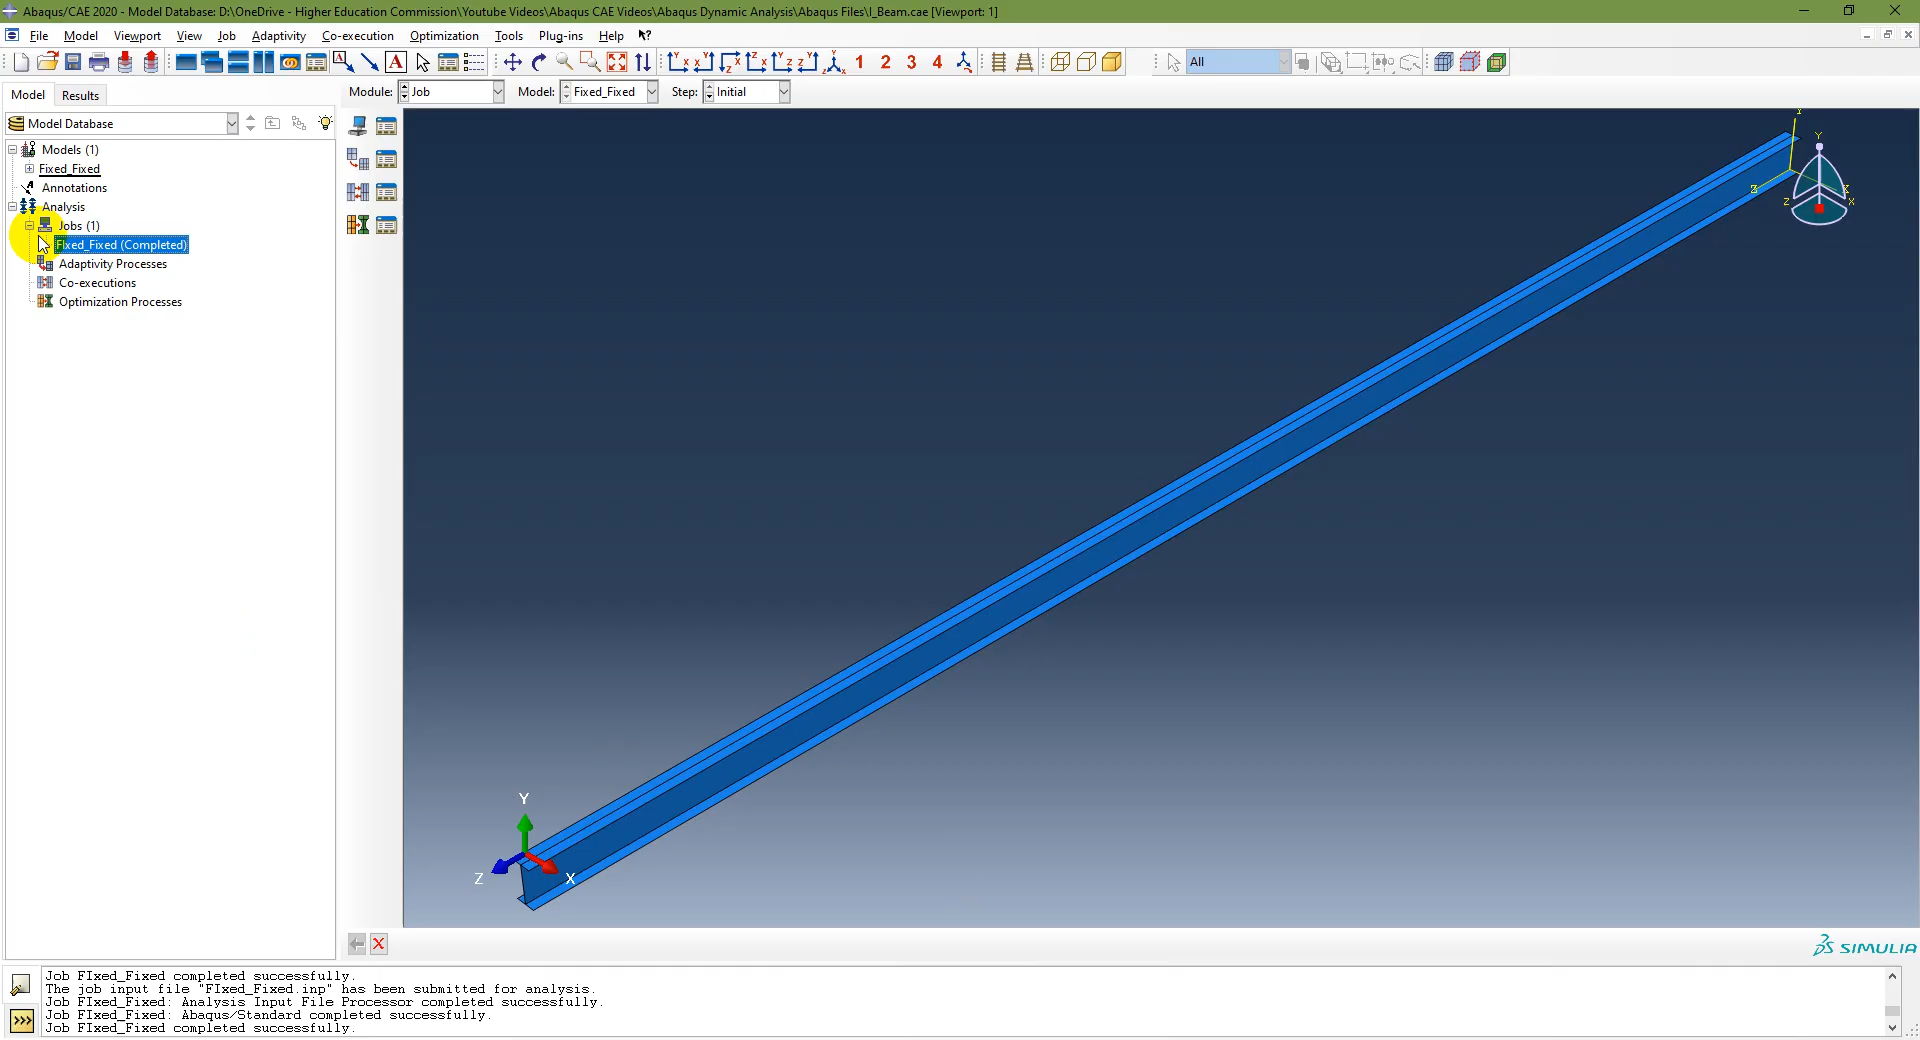 Abaqus/CAE 2020 - Model Database: D:\OneDrive - Higher Education Commission\Youtube Videos\Abaqus CAE Videos\Abaqus Dynamic Analysis\Abaqus Files\I_Beam.cae [Viewport: 1]
File Model Viewport View Job Adaptivity Co-execution Optimization Tools Plug-ins Help
1 2 3 4 All
Model Results
Module: Job Model: Fixed_Fixed Step: Initial
Model Database
Models (1)
Fixed_Fixed
Annotations
Analysis
Jobs (1)
FIxed_Fixed (Completed)
Adaptivity Processes
Co-executions
Optimization Processes
Y
Z X
Z X
Y
Z X
SIMULIA
Job FIxed_Fixed completed successfully.
The job input file "FIxed_Fixed.inp" has been submitted for analysis.
Job FIxed_Fixed: Analysis Input File Processor completed successfully.
Job FIxed_Fixed: Abaqus/Standard completed successfully.
Job FIxed_Fixed completed successfully.